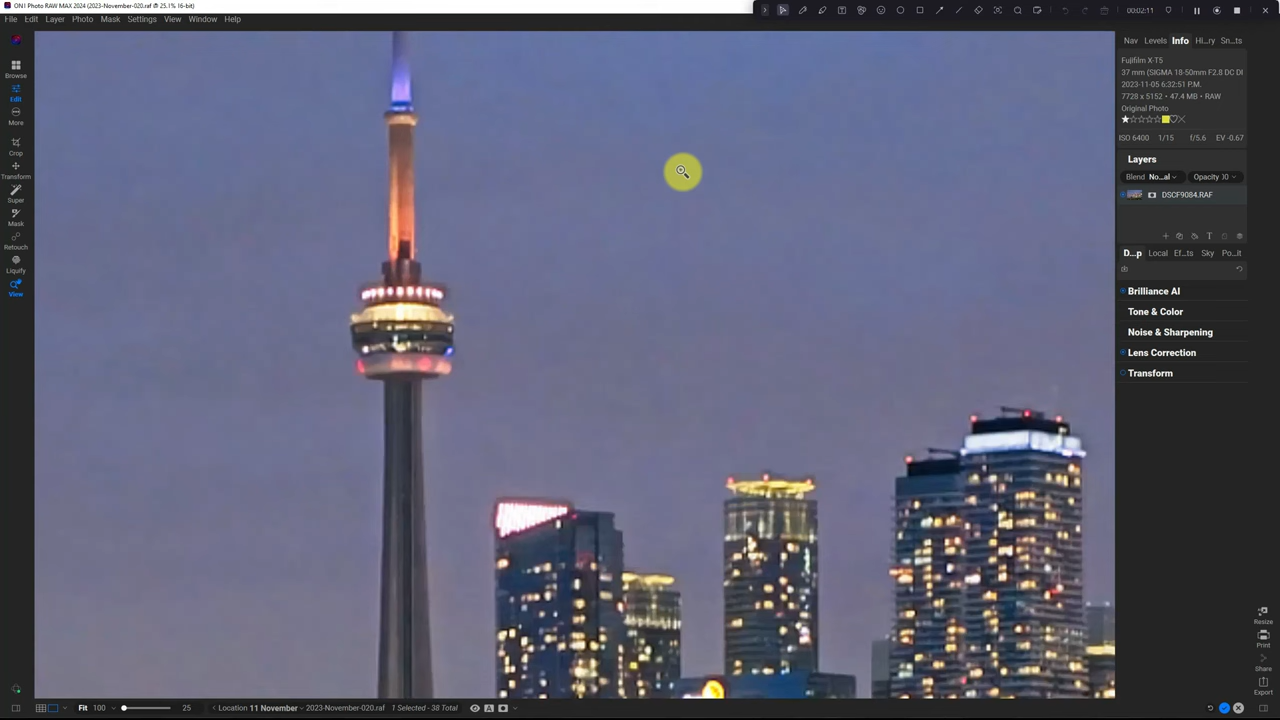 ON1 Photo RAW MAX 2024 (2023-November-020.raf @ 25.1% 16-bit)
00:02:11
File Edit Layer Photo Mask Settings View Window Help
Browse
Edit
More
Crop
Transform
Super
Mask
Retouch
Liquify
View
Nav Levels Info Hi...ry Sn...ts
Fujifilm X-T5
37 mm (SIGMA 18-50mm F2.8 DC DI
2023-11-05 6:32:51 P.M.
7728 x 5152 • 47.4 MB • RAW
Original Photo
ISO 6400 1/15 f/5.6 EV -0.67
Layers
Blend No...al Opacity
DSCF9084.RAF
D...p Local Ef...ts Sky Po...it
Brilliance AI
Tone & Color
Noise & Sharpening
Lens Correction
Transform
Resize
Print
Share
Export
Fit 100 25 Location 11 November 2023-November-020.raf 1 Selected - 38 Total